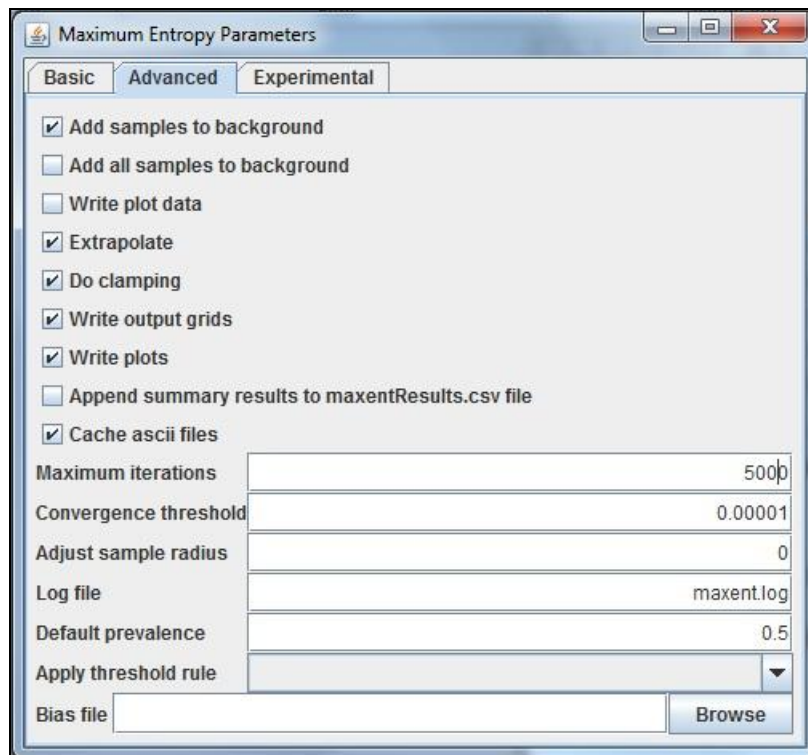 Maximum Entropy Parameters
Basic Advanced Experimental
Add samples to background
Add all samples to background
Write plot data
Extrapolate
Do clamping
Write output grids
Write plots
Append summary results to maxentResults.csv file
Cache ascii files
Maximum iterations 5000
Convergence threshold 0.00001
Adjust sample radius 0
Log file maxent.log
Default prevalence 0.5
Apply threshold rule
Bias file Browse